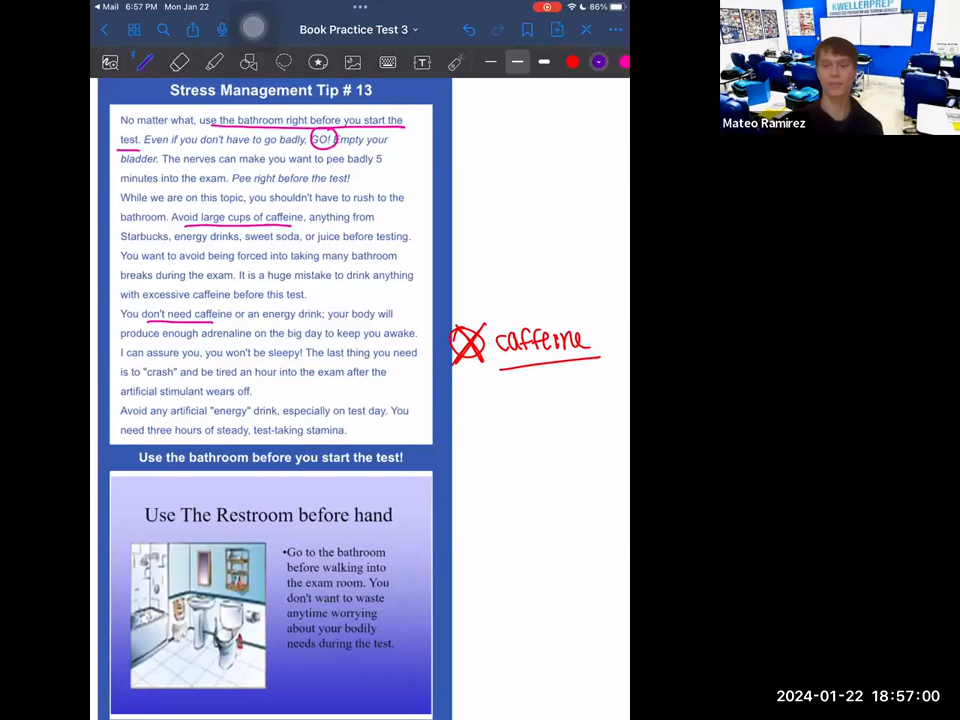 Mail 6:57 PM Mon Jan 22
86%
Book Practice Test 3
Stress Management Tip # 13
No matter what, use the bathroom right before you start the
test. Even if you don't have to go badly, GO! Empty your
bladder. The nerves can make you want to pee badly 5
minutes into the exam. Pee right before the test!
While we are on this topic, you shouldn't have to rush to the
bathroom. Avoid large cups of caffeine, anything from
Starbucks, energy drinks, sweet soda, or juice before testing.
You want to avoid being forced into taking many bathroom
breaks during the exam. It is a huge mistake to drink anything
with excessive caffeine before this test.
You don't need caffeine or an energy drink; your body will
produce enough adrenaline on the big day to keep you awake.
I can assure you, you won't be sleepy! The last thing you need
is to "crash" and be tired an hour into the exam after the
artificial stimulant wears off.
Avoid any artificial "energy" drink, especially on test day. You
need three hours of steady, test-taking stamina.
caffeine
Use the bathroom before you start the test!
Use The Restroom before hand
•Go to the bathroom
before walking into
the exam room. You
don't want to waste
anytime worrying
about your bodily
needs during the test.
KWELLERPREP
Mateo Ramirez
2024-01-22 18:57:00